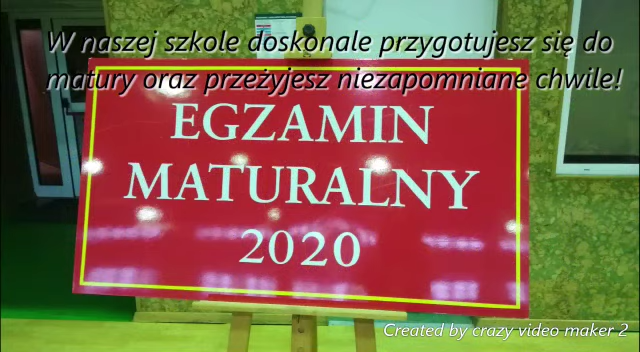 W naszej szkole doskonale przygotujesz się do
matury oraz przeżyjesz niezapomniane chwile!
EGZAMIN
MATURALNY
2020
Created by crazy video maker 2